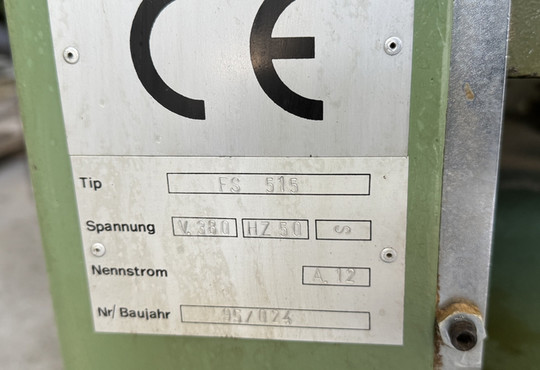 CE
Tip FS 515
Spannung V.380 HZ.50 S
Nennstrom A.12
Nr/Baujahr 95/024